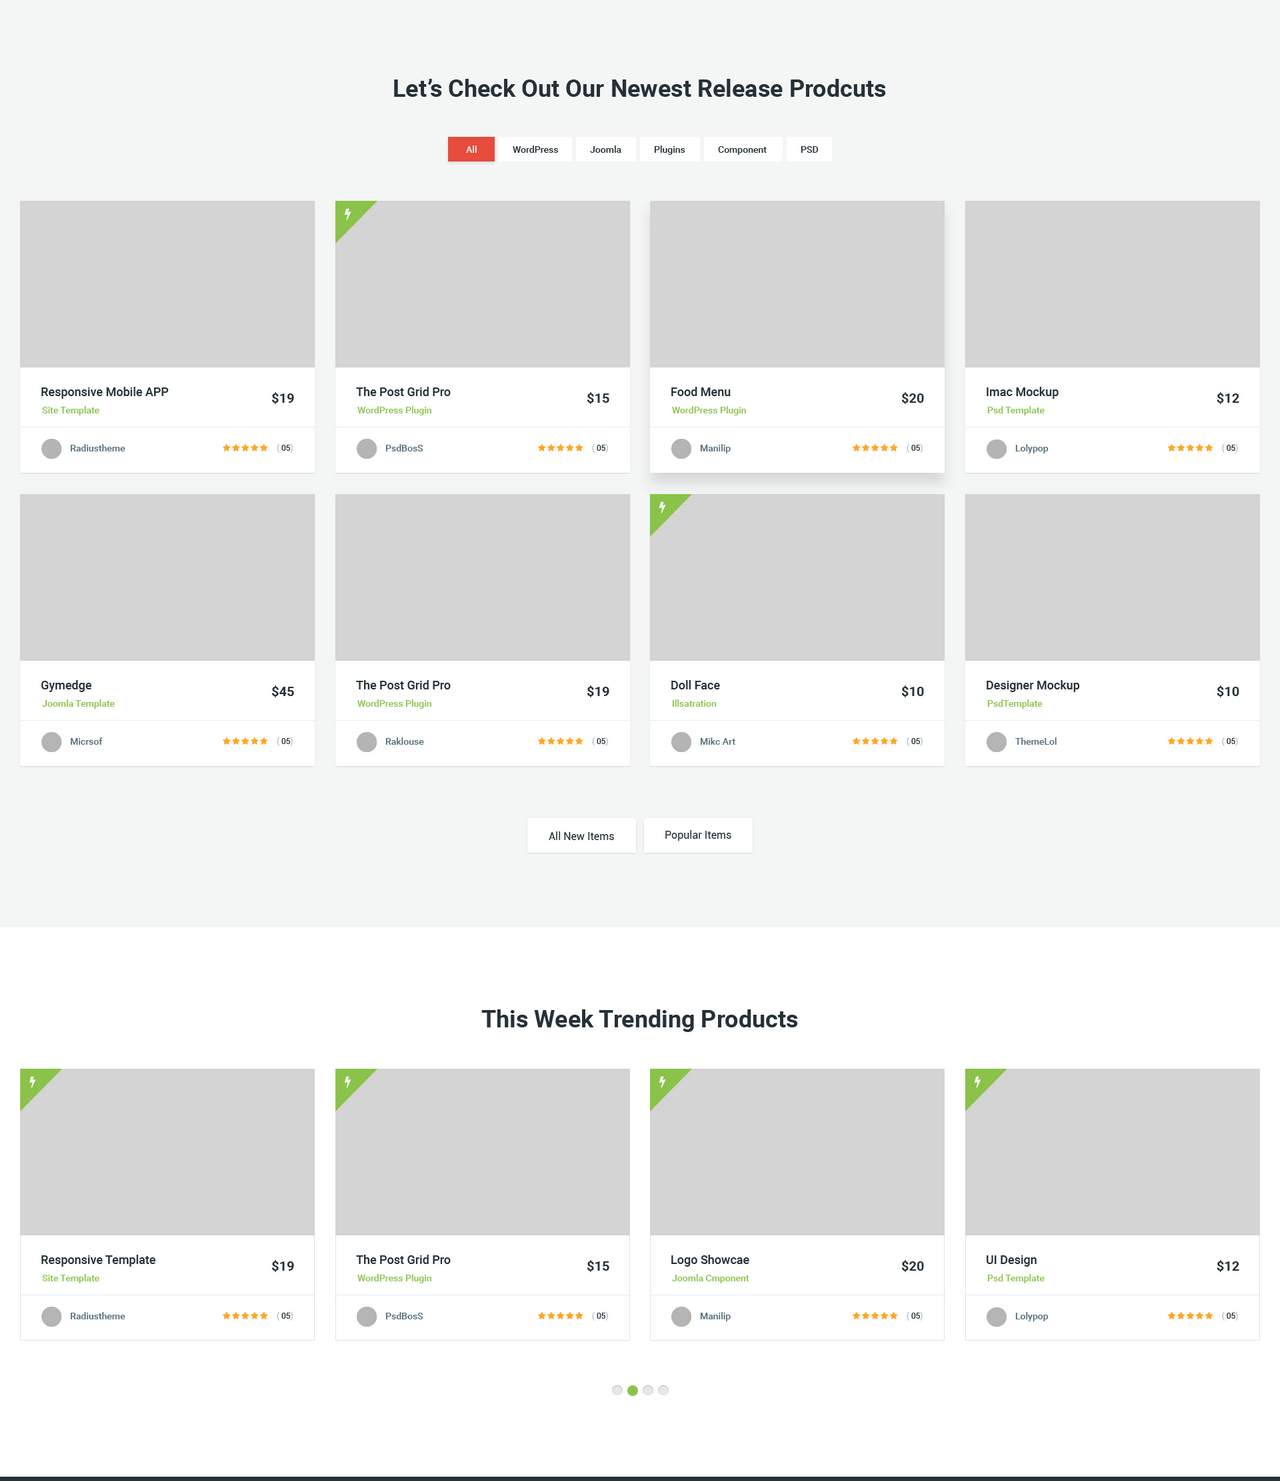 Let’s Check Out Our Newest Release Prodcuts
All WordPress Joomla Plugins Component PSD
Responsive Mobile APP $19
Site Template
Radiustheme (05)
The Post Grid Pro $15
WordPress Plugin
PsdBosS (05)
Food Menu $20
WordPress Plugin
Manilip (05)
Imac Mockup $12
Psd Template
Lolypop (05)
Gymedge $45
Joomla Template
Micrsof (05)
The Post Grid Pro $19
WordPress Plugin
Raklouse (05)
Doll Face $10
Illsatration
Mikc Art (05)
Designer Mockup $10
PsdTemplate
ThemeLol (05)
All New Items Popular Items
This Week Trending Products
Responsive Template $19
Site Template
Radiustheme (05)
The Post Grid Pro $15
WordPress Plugin
PsdBosS (05)
Logo Showcae $20
Joomla Cmponent
Manilip (05)
UI Design $12
Psd Template
Lolypop (05)